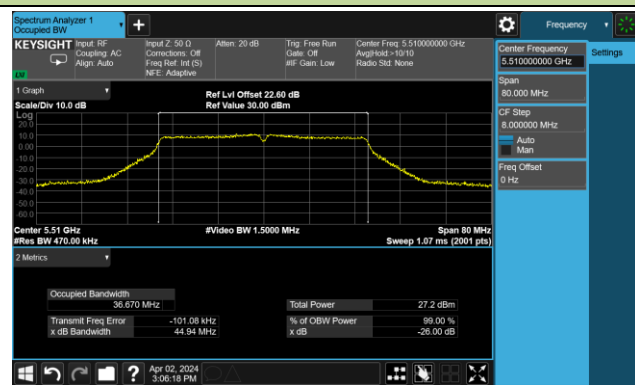 Spectrum Analyzer 1
Occupied BW
Frequency
KEYSIGHT
Input: RF
Coupling: AC
Align: Auto
Input Z: 50 Ω
Corrections: Off
Freq Ref: Int (S)
NFE: Adaptive
Atten: 20 dB
Trig: Free Run
Gate: Off
#IF Gain: Low
Center Freq: 5.510000000 GHz
Avg|Hold:>10/10
Radio Std: None
Center Frequency
5.510000000 GHz
Settings
Span
80.000 MHz
CF Step
8.000000 MHz
Auto
Man
Freq Offset
0 Hz
1 Graph
Scale/Div 10.0 dB
Ref Lvl Offset 22.60 dB
Ref Value 30.00 dBm
Log
20.0
10.0
0.00
-10.0
-20.0
-30.0
-40.0
-50.0
-60.0
Center 5.51 GHz
#Video BW 1.5000 MHz
Span 80 MHz
#Res BW 470.00 kHz
Sweep 1.07 ms (2001 pts)
2 Metrics
Occupied Bandwidth
36.670 MHz
Total Power 27.2 dBm
Transmit Freq Error -101.08 kHz
% of OBW Power 99.00 %
x dB Bandwidth 44.94 MHz
x dB -26.00 dB
Apr 02, 2024
3:06:18 PM